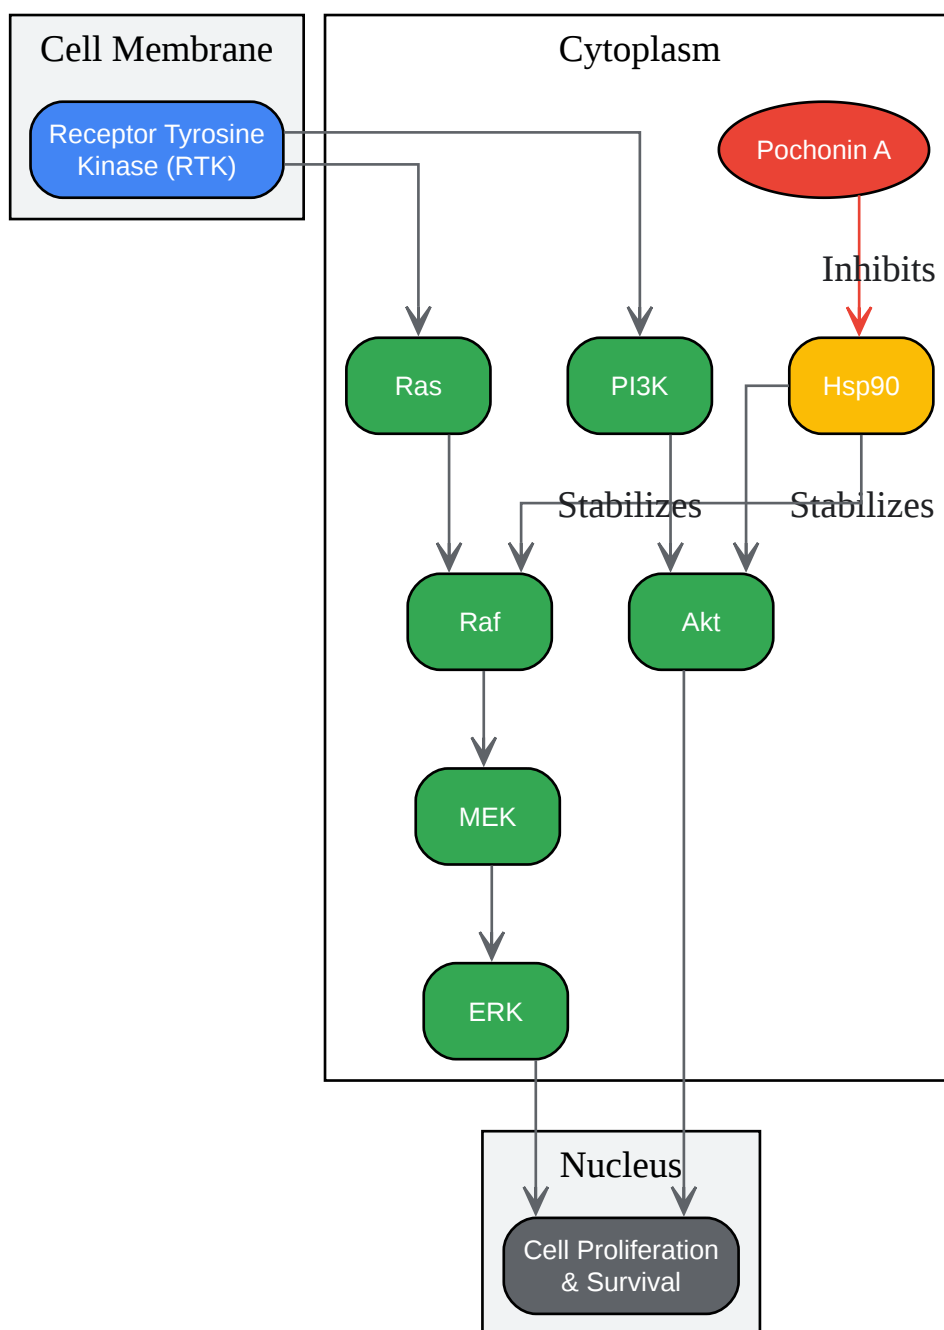 Cell Membrane
Cytoplasm
Receptor Tyrosine
Kinase (RTK)
Pochonin A
Inhibits
Ras
PI3K
Hsp90
Stabilizes
Stabilizes
Raf
Akt
MEK
ERK
Nucleus
Cell Proliferation
& Survival